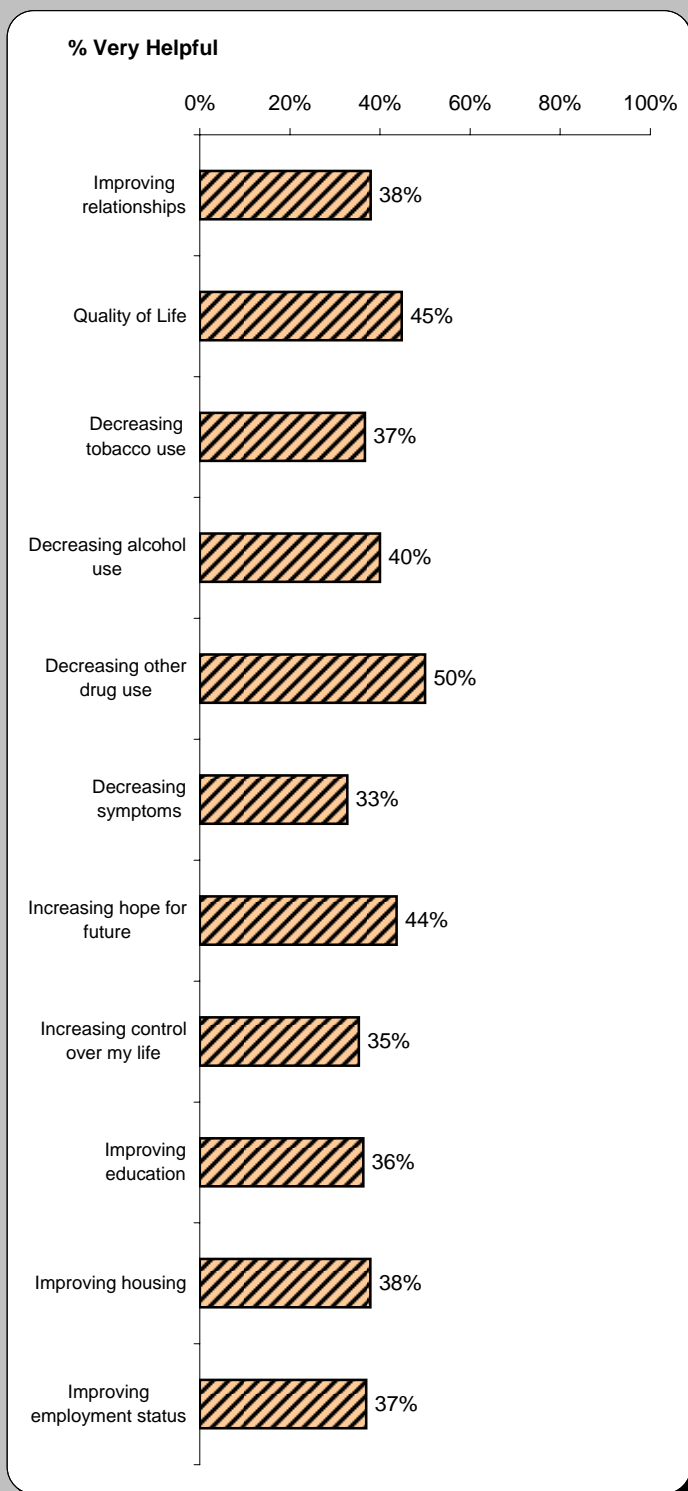 % Very Helpful
0% 20% 40% 60% 80% 100%
Improving
relationships
38%
Quality of Life
45%
Decreasing
tobacco use
37%
Decreasing alcohol
use
40%
Decreasing other
drug use
50%
Decreasing
symptoms
33%
Increasing hope for
future
44%
Increasing control
over my life
35%
Improving
education
36%
Improving housing
38%
Improving
employment status
37%